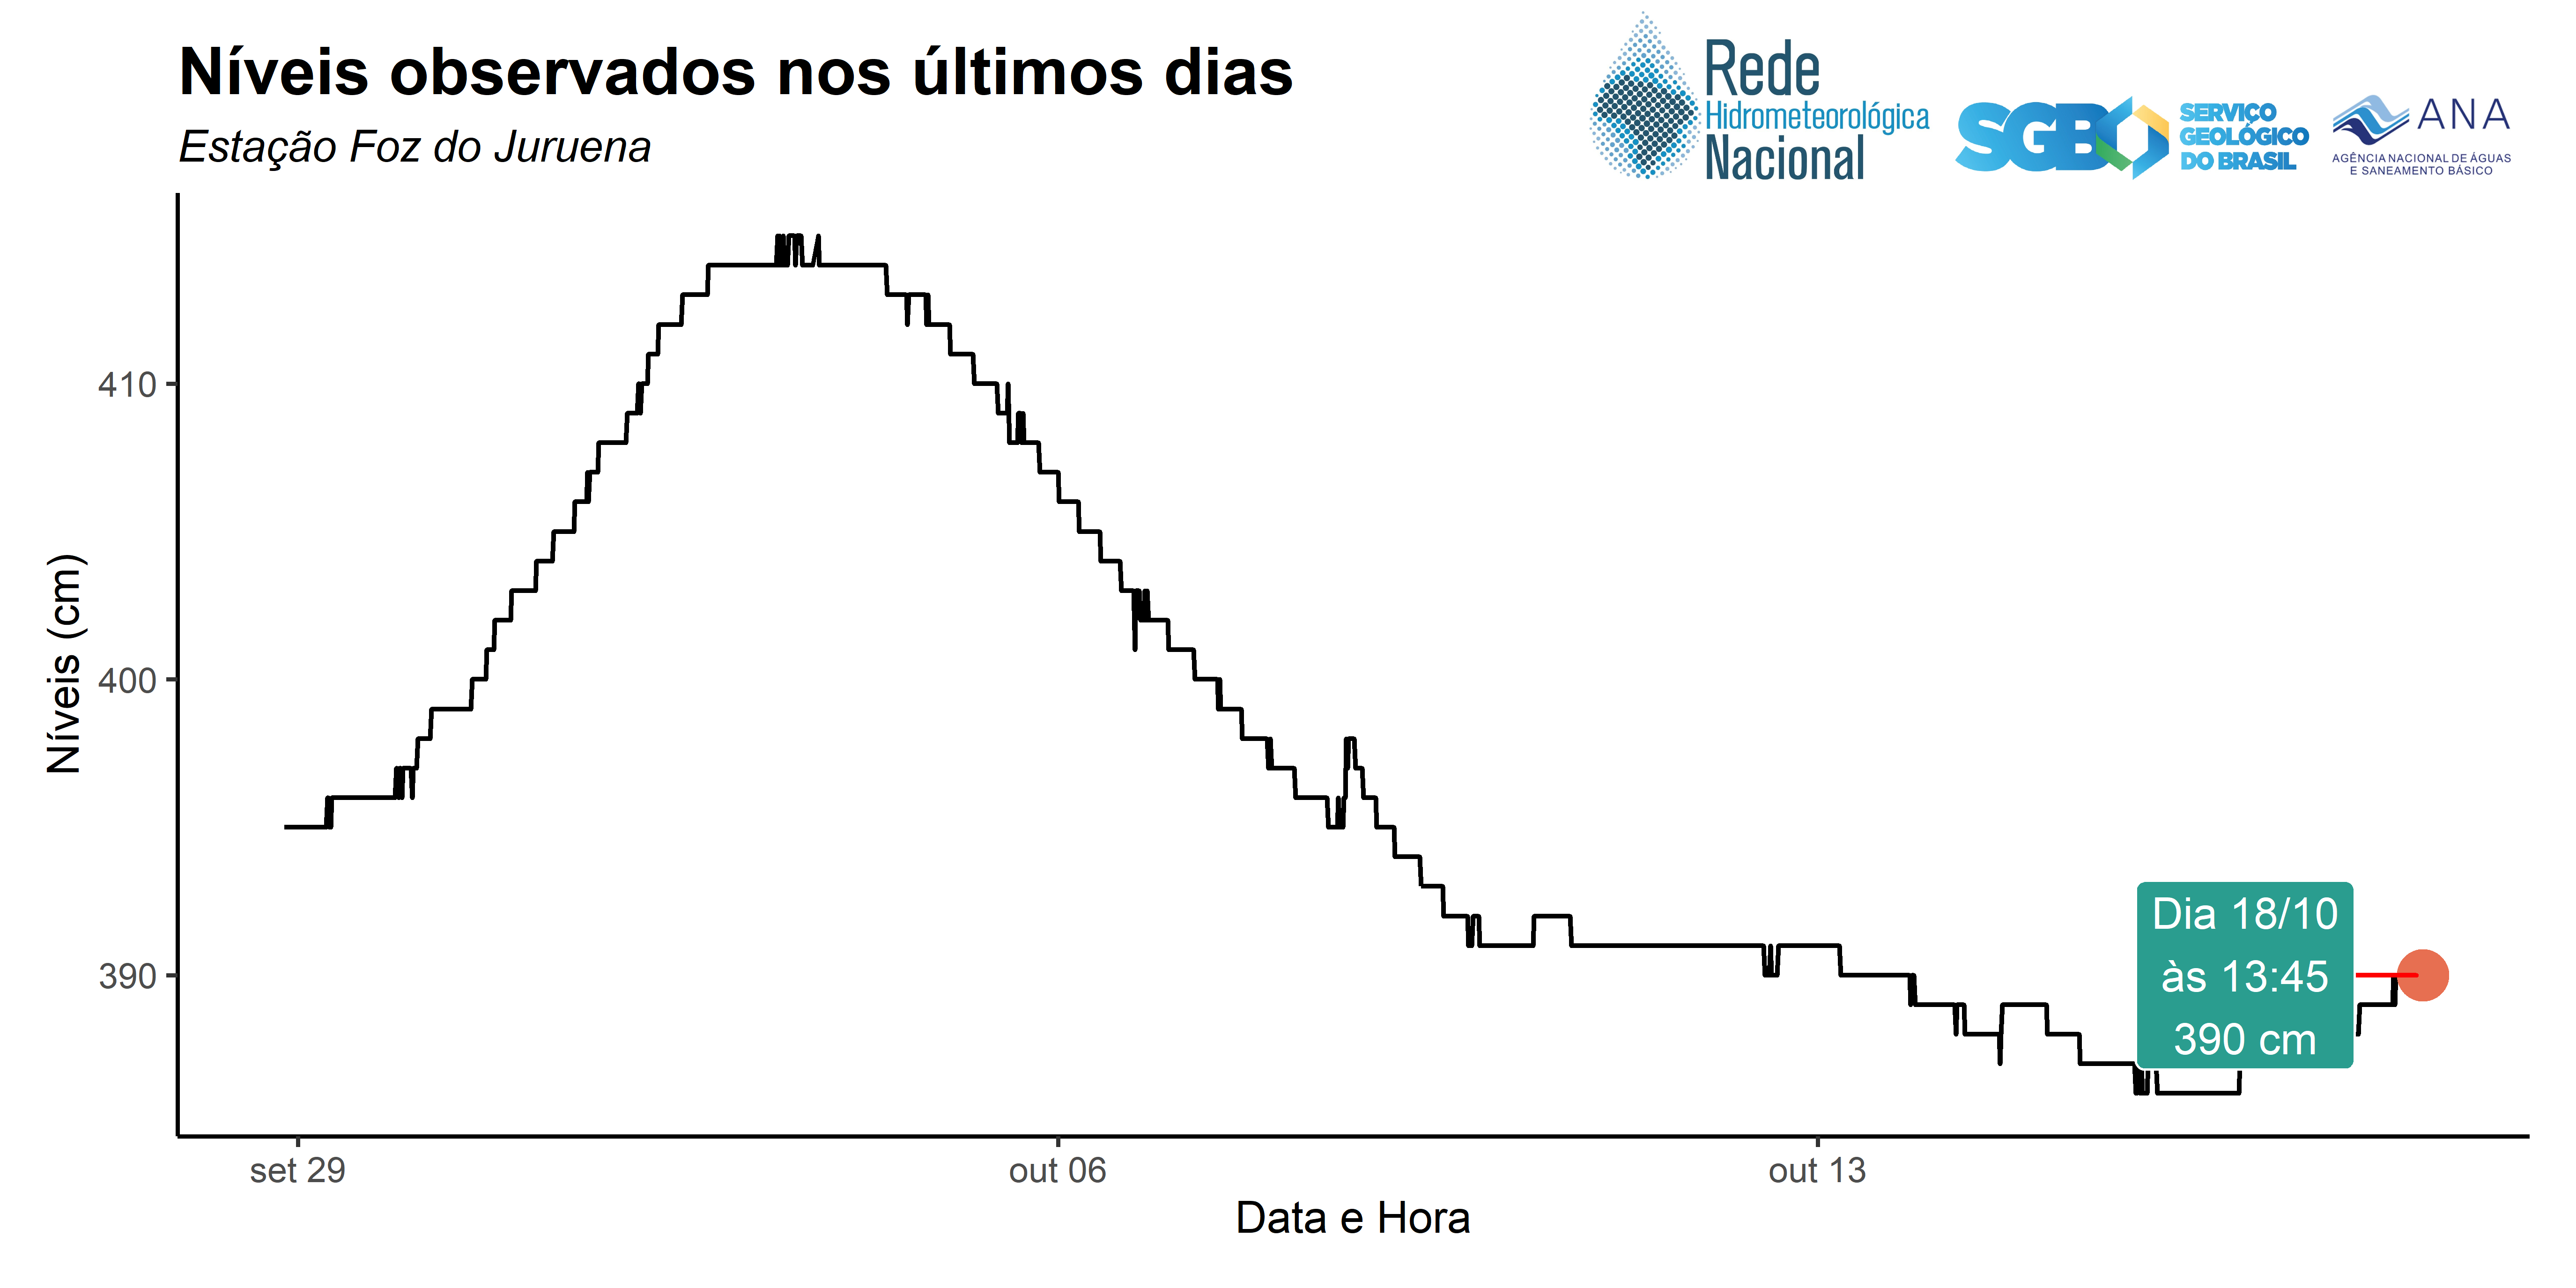 Níveis observados nos últimos dias
Estação Foz do Juruena
Rede
Hidrometeorológica
Nacional
SGB
SERVIÇO
GEOLÓGICO
DO BRASIL
ANA
AGÊNCIA NACIONAL DE ÁGUAS
E SANEAMENTO BÁSICO
Níveis (cm)
410
400
390
Dia 18/10
às 13:45
390 cm
set 29
out 06
out 13
Data e Hora